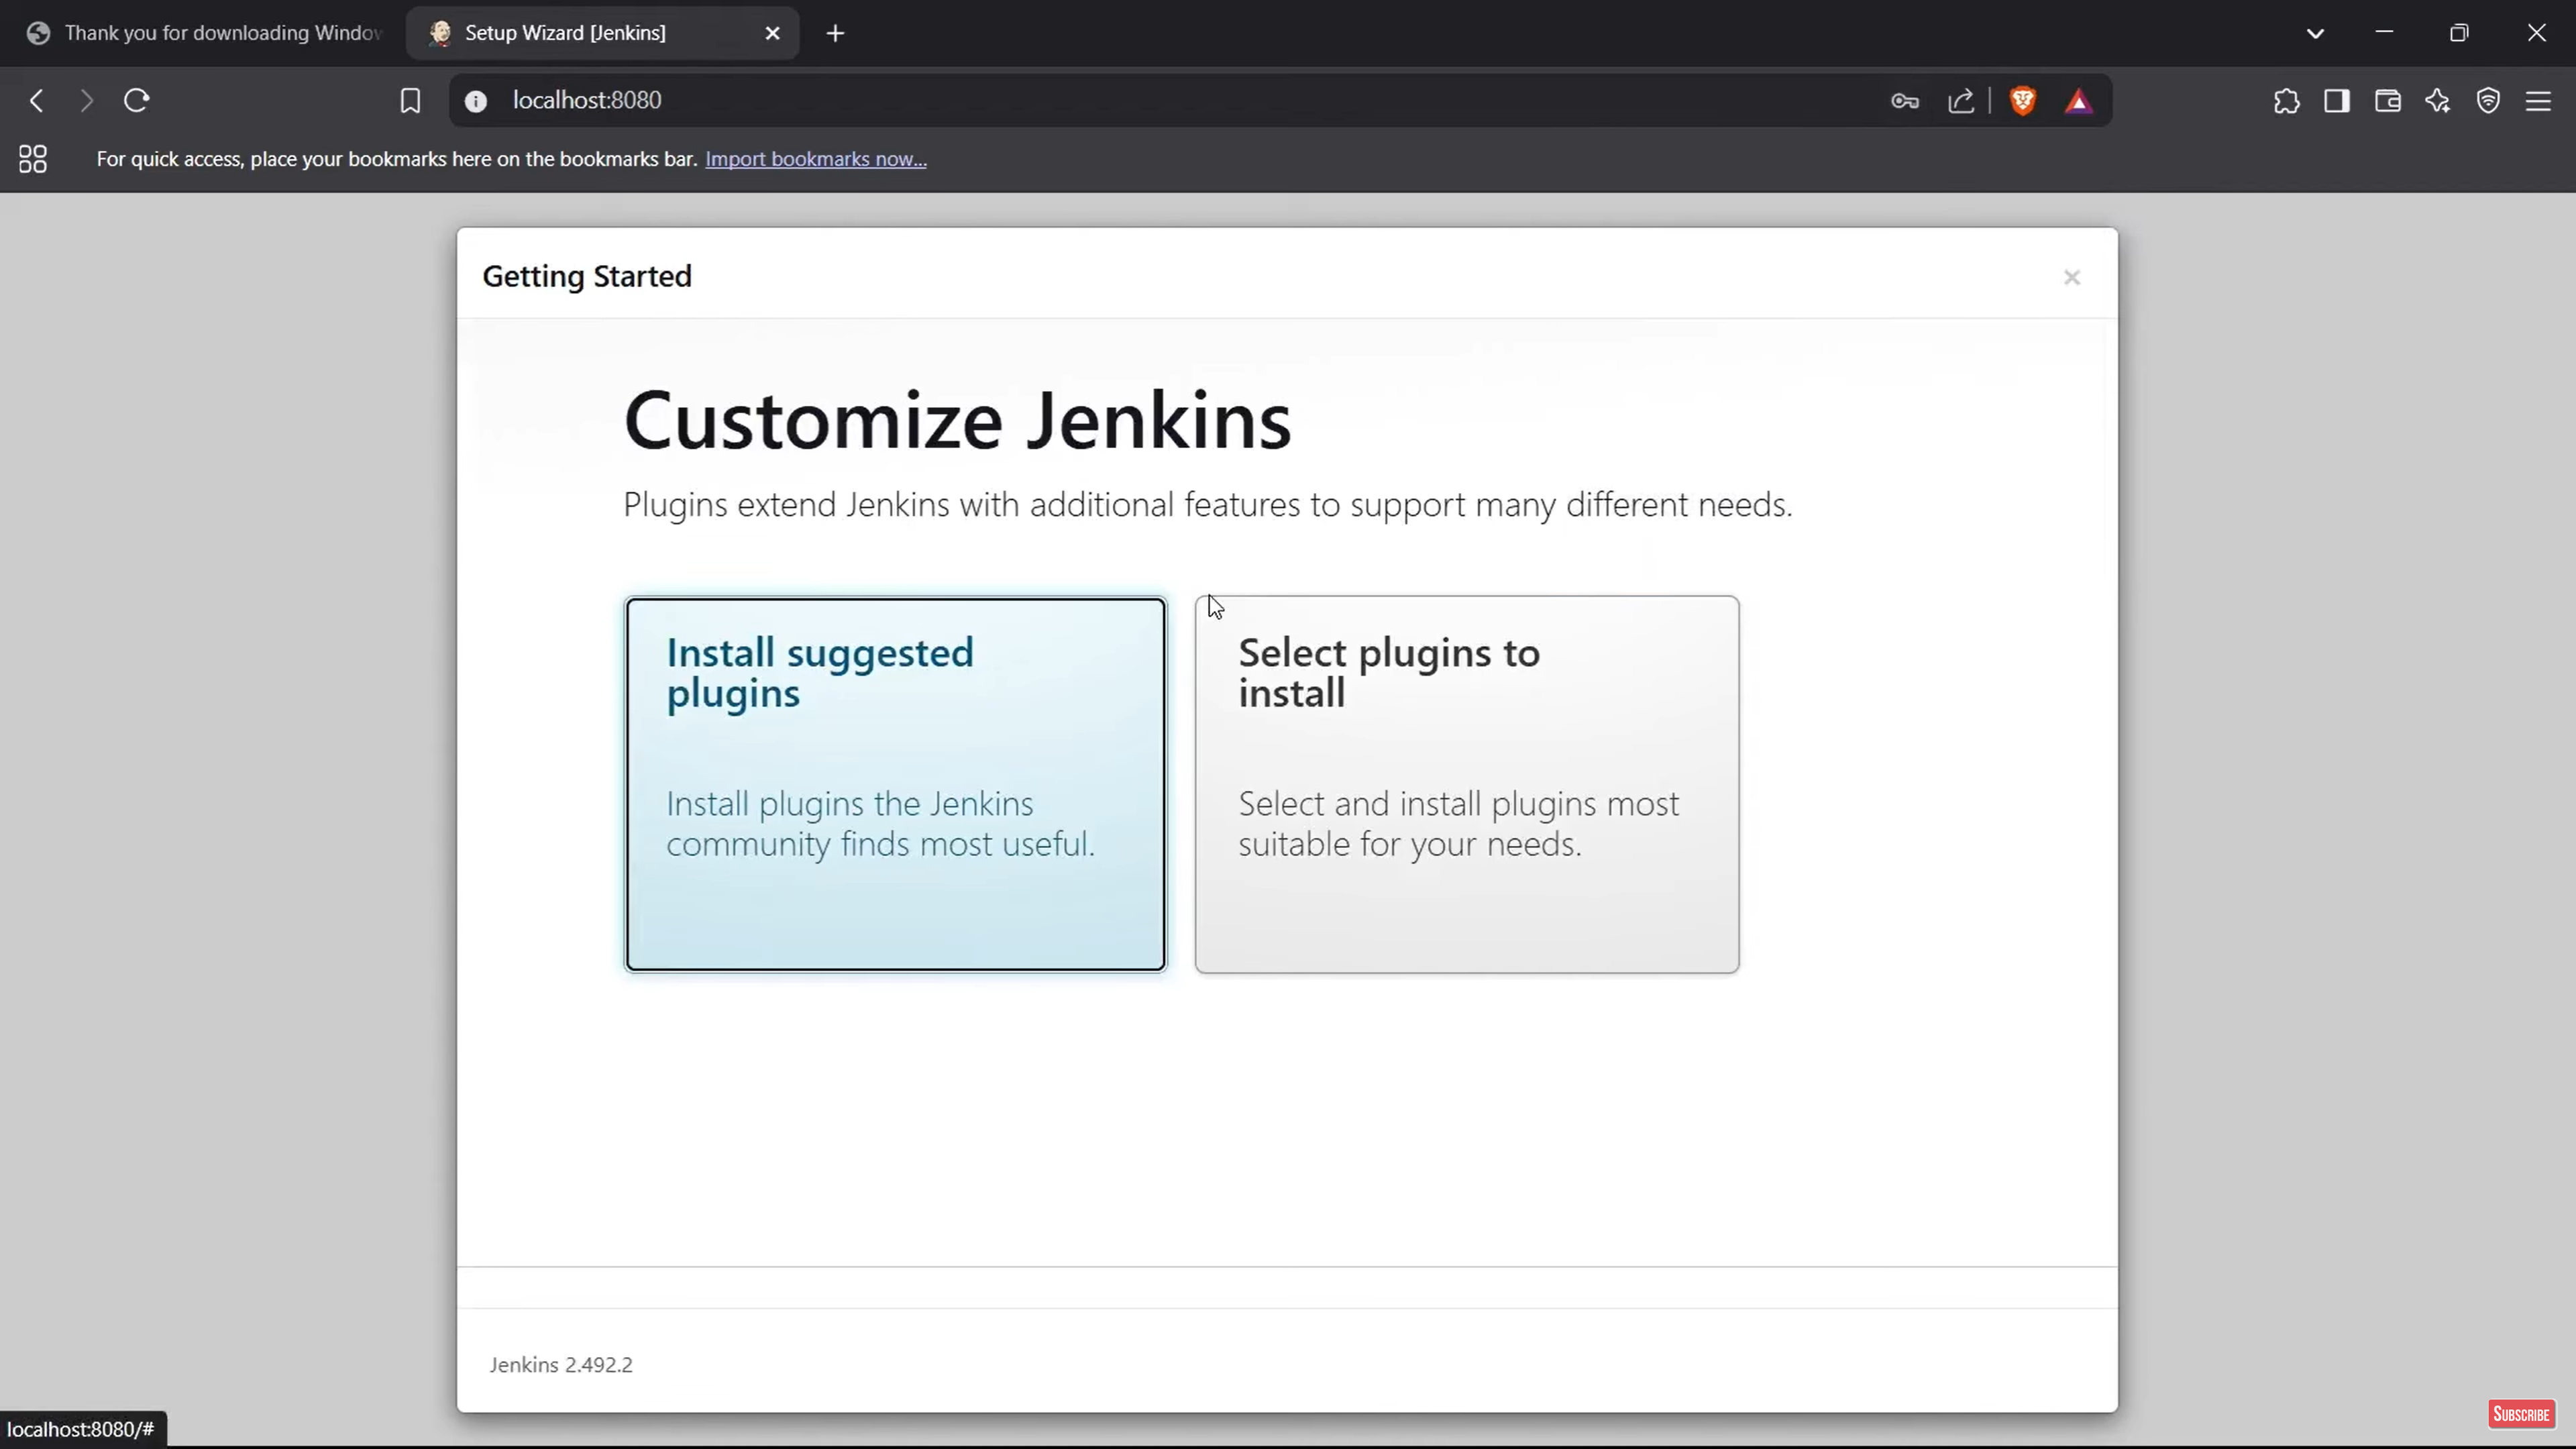 Thank you for downloading Window
Setup Wizard [Jenkins]
localhost:8080
For quick access, place your bookmarks here on the bookmarks bar. Import bookmarks now...
Getting Started
Customize Jenkins
Plugins extend Jenkins with additional features to support many different needs.
Install suggested
plugins
Install plugins the Jenkins
community finds most useful.
Select plugins to
install
Select and install plugins most
suitable for your needs.
Jenkins 2.492.2
localhost:8080/#
SUBSCRIBE